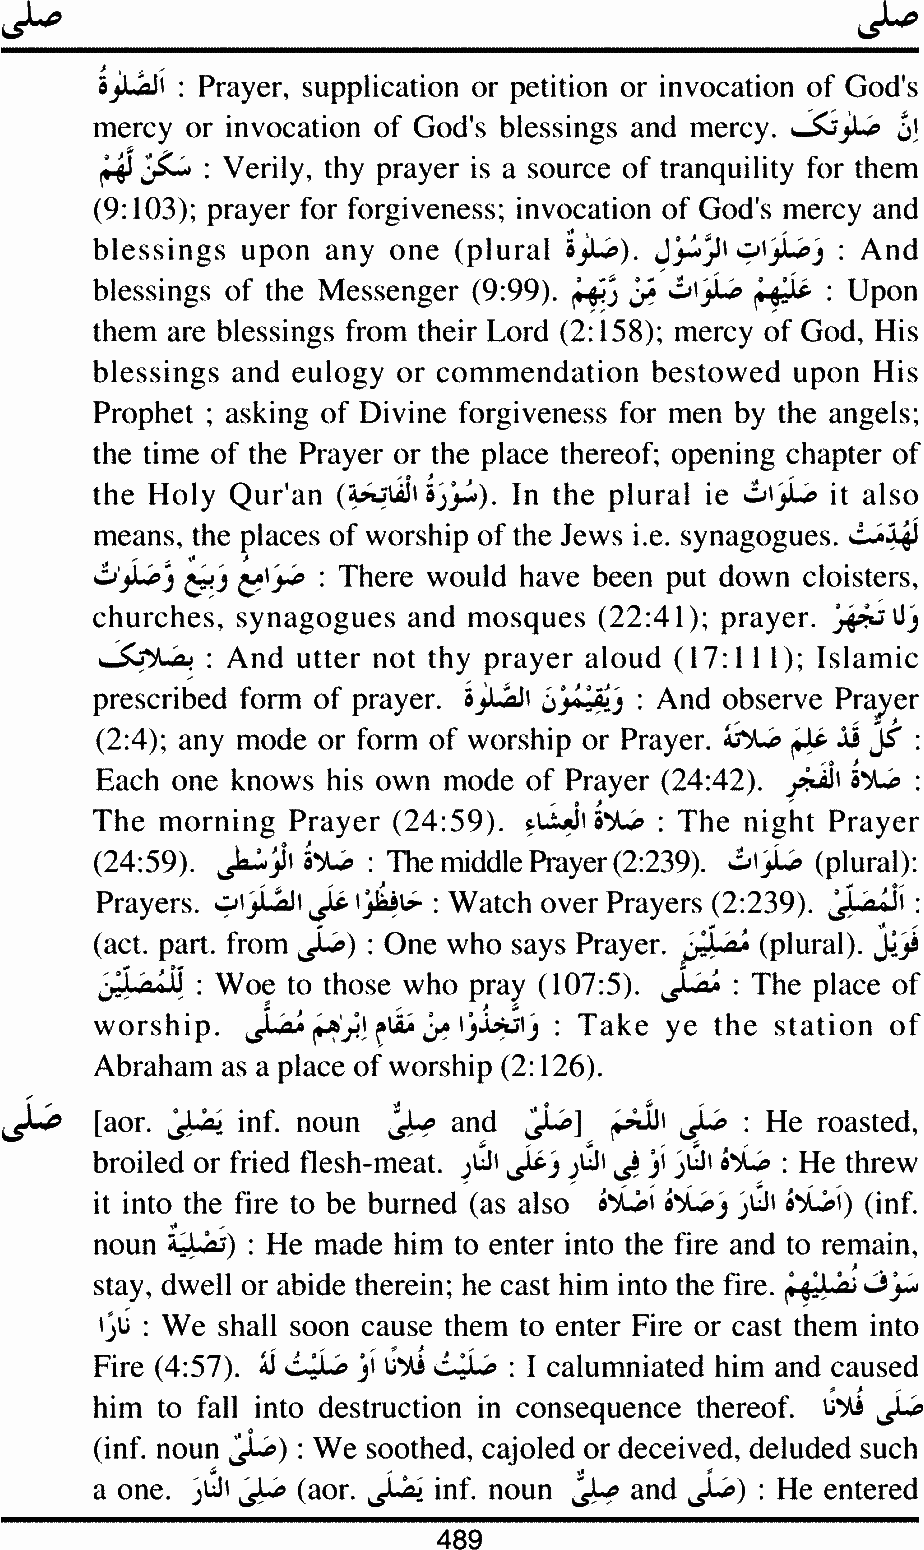 صلی صلی
اَلصَّلٰوةُ : Prayer, supplication or petition or invocation of God's
mercy or invocation of God's blessings and mercy. اِنَّ صَلٰوتَکَ
سَکَنٌ لَّهُمْ : Verily, thy prayer is a source of tranquility for them
(9:103); prayer for forgiveness; invocation of God's mercy and
blessings upon any one (plural صَلٰوةٌ). وَصَلَوَاتِ الرَّسُوْلِ : And
blessings of the Messenger (9:99). عَلَيْهِمْ صَلَوَاتٌ مِّنْ رَّبِّهِمْ : Upon
them are blessings from their Lord (2:158); mercy of God, His
blessings and eulogy or commendation bestowed upon His
Prophet ; asking of Divine forgiveness for men by the angels;
the time of the Prayer or the place thereof; opening chapter of
the Holy Qur'an (سُوْرَةُ الْفَاتِحَةِ). In the plural ie صَلَوَاتٌ it also
means, the places of worship of the Jews i.e. synagogues. لَهُدِّمَتْ
صَوَامِعُ وَبِيَعٌ وَصَلَوٰتٌ : There would have been put down cloisters,
churches, synagogues and mosques (22:41); prayer. وَلَا تَجْهَرْ
بِصَلَاتِکَ : And utter not thy prayer aloud (17:111); Islamic
prescribed form of prayer. وَيُقِيْمُوْنَ الصَّلٰوةَ : And observe Prayer
(2:4); any mode or form of worship or Prayer. كُلٌّ قَدْ عَلِمَ صَلَاتَهٗ :
Each one knows his own mode of Prayer (24:42). صَلَاةُ الْفَجْرِ :
The morning Prayer (24:59). صَلَاةُ الْعِشَاءِ : The night Prayer
(24:59). صَلَاةُ الْوُسْطٰی : The middle Prayer (2:239). صَلَوَاتٌ (plural):
Prayers. حَافِظُوْا عَلَی الصَّلَوَاتِ : Watch over Prayers (2:239). اَلْمُصَلِّیْ :
(act. part. from صَلّٰی) : One who says Prayer. مُصَلِّيْنَ (plural). فَوَيْلٌ
لِّلْمُصَلِّيْنَ : Woe to those who pray (107:5). مُصَلًّی : The place of
worship. وَاتَّخِذُوْا مِنْ مَّقَامِ اِبْرٰهٖمَ مُصَلًّی : Take ye the station of
Abraham as a place of worship (2:126).
صَلٰی [aor. يَصْلِیْ inf. noun صِلِیٌّ and صَلْیٌ] صَلَی اللَّحْمَ : He roasted,
broiled or fried flesh-meat. صَلَاهُ النَّارَ اَوْ فِی النَّارِ وَعَلَی النَّارِ : He threw
it into the fire to be burned (as also اَصْلَاهُ النَّارَ وَصَلَّاهُ اَصْلَاهُ) (inf.
noun تَصْلِيَةٌ) : He made him to enter into the fire and to remain,
stay, dwell or abide therein; he cast him into the fire. سَوْفَ نُصْلِيْهِمْ
نَارًا : We shall soon cause them to enter Fire or cast them into
Fire (4:57). صَلَيْتُ فُلَانًا اَوْ صَلَيْتُ لَهٗ : I calumniated him and caused
him to fall into destruction in consequence thereof. صَلٰی فُلَانًا
(inf. noun صَلْیٌ) : We soothed, cajoled or deceived, deluded such
a one. صَلِیَ النَّارَ (aor. يَصْلٰی inf. noun صِلِیٌّ and صَلًی) : He entered
489